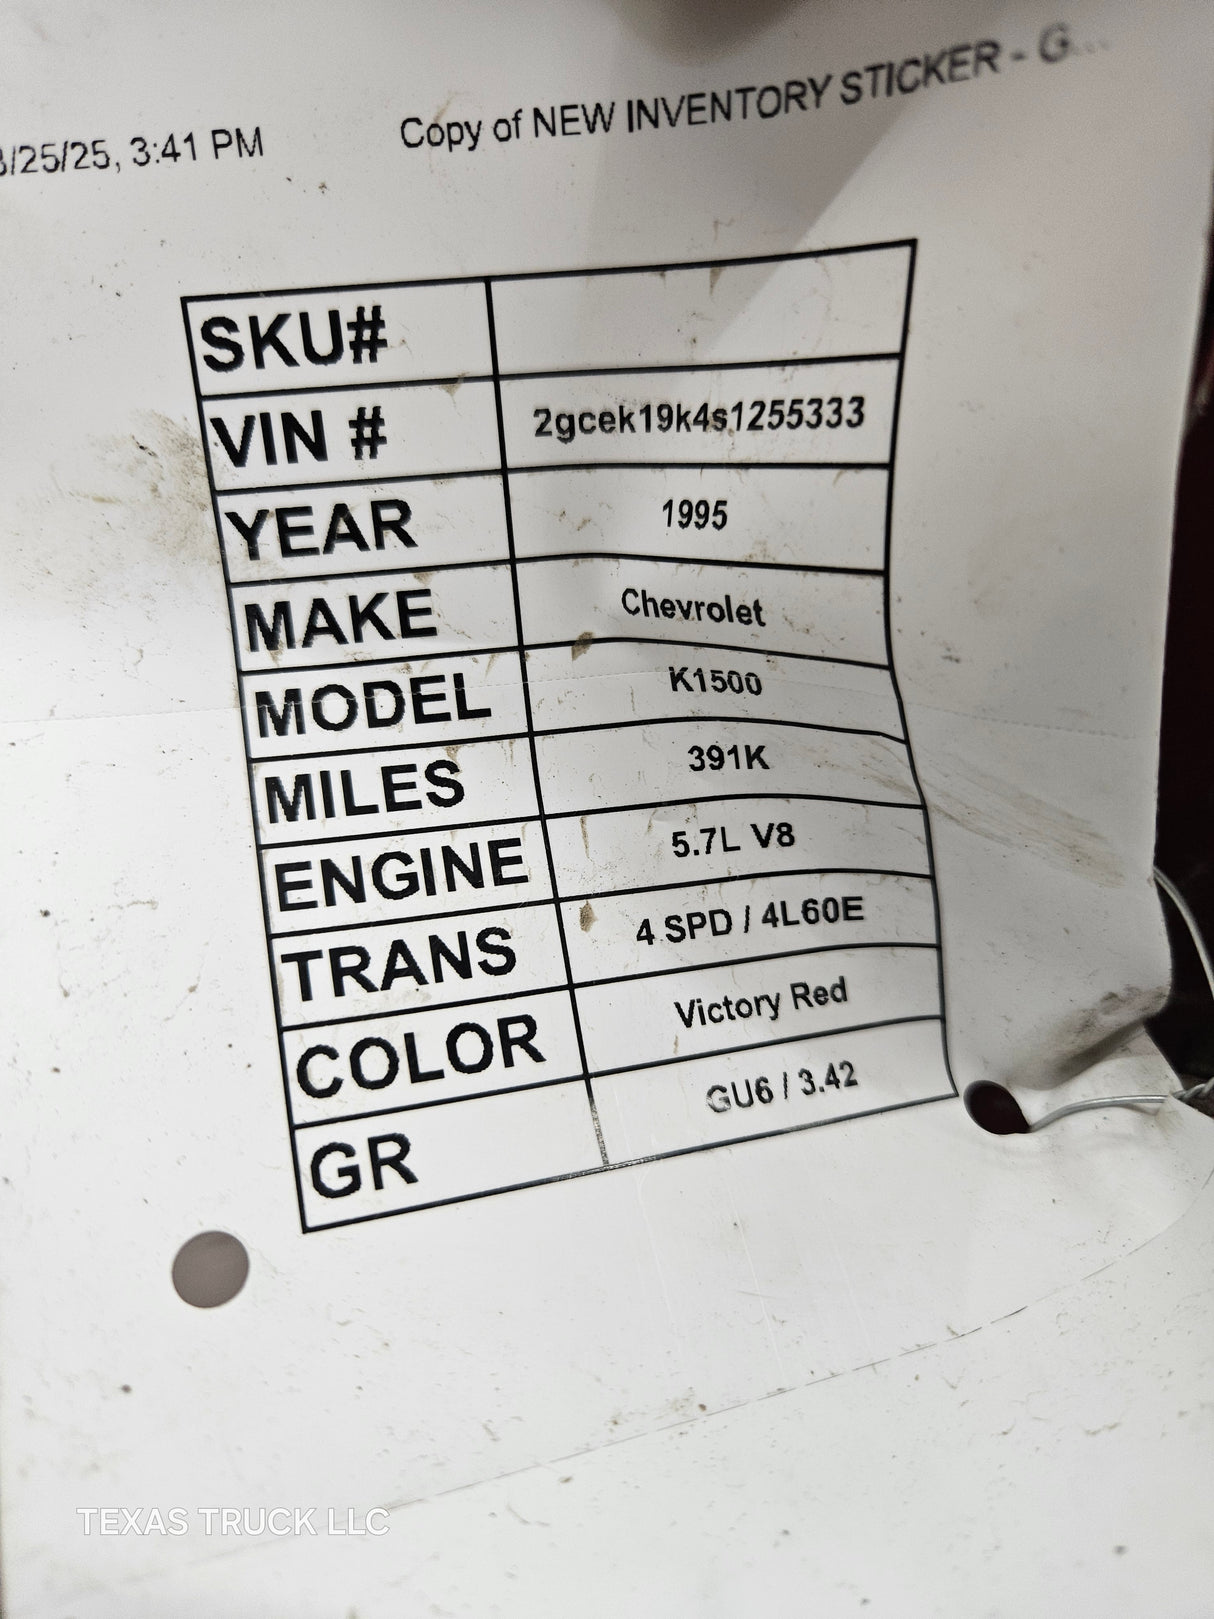 /25/25, 3:41 PM Copy of NEW INVENTORY STICKER - G...
SKU#
VIN # 2gcek19k4s1255333
YEAR 1995
MAKE Chevrolet
MODEL K1500
MILES 391K
ENGINE 5.7L V8
TRANS 4 SPD / 4L60E
COLOR Victory Red
GR GU6 / 3.42
TEXAS TRUCK LLC